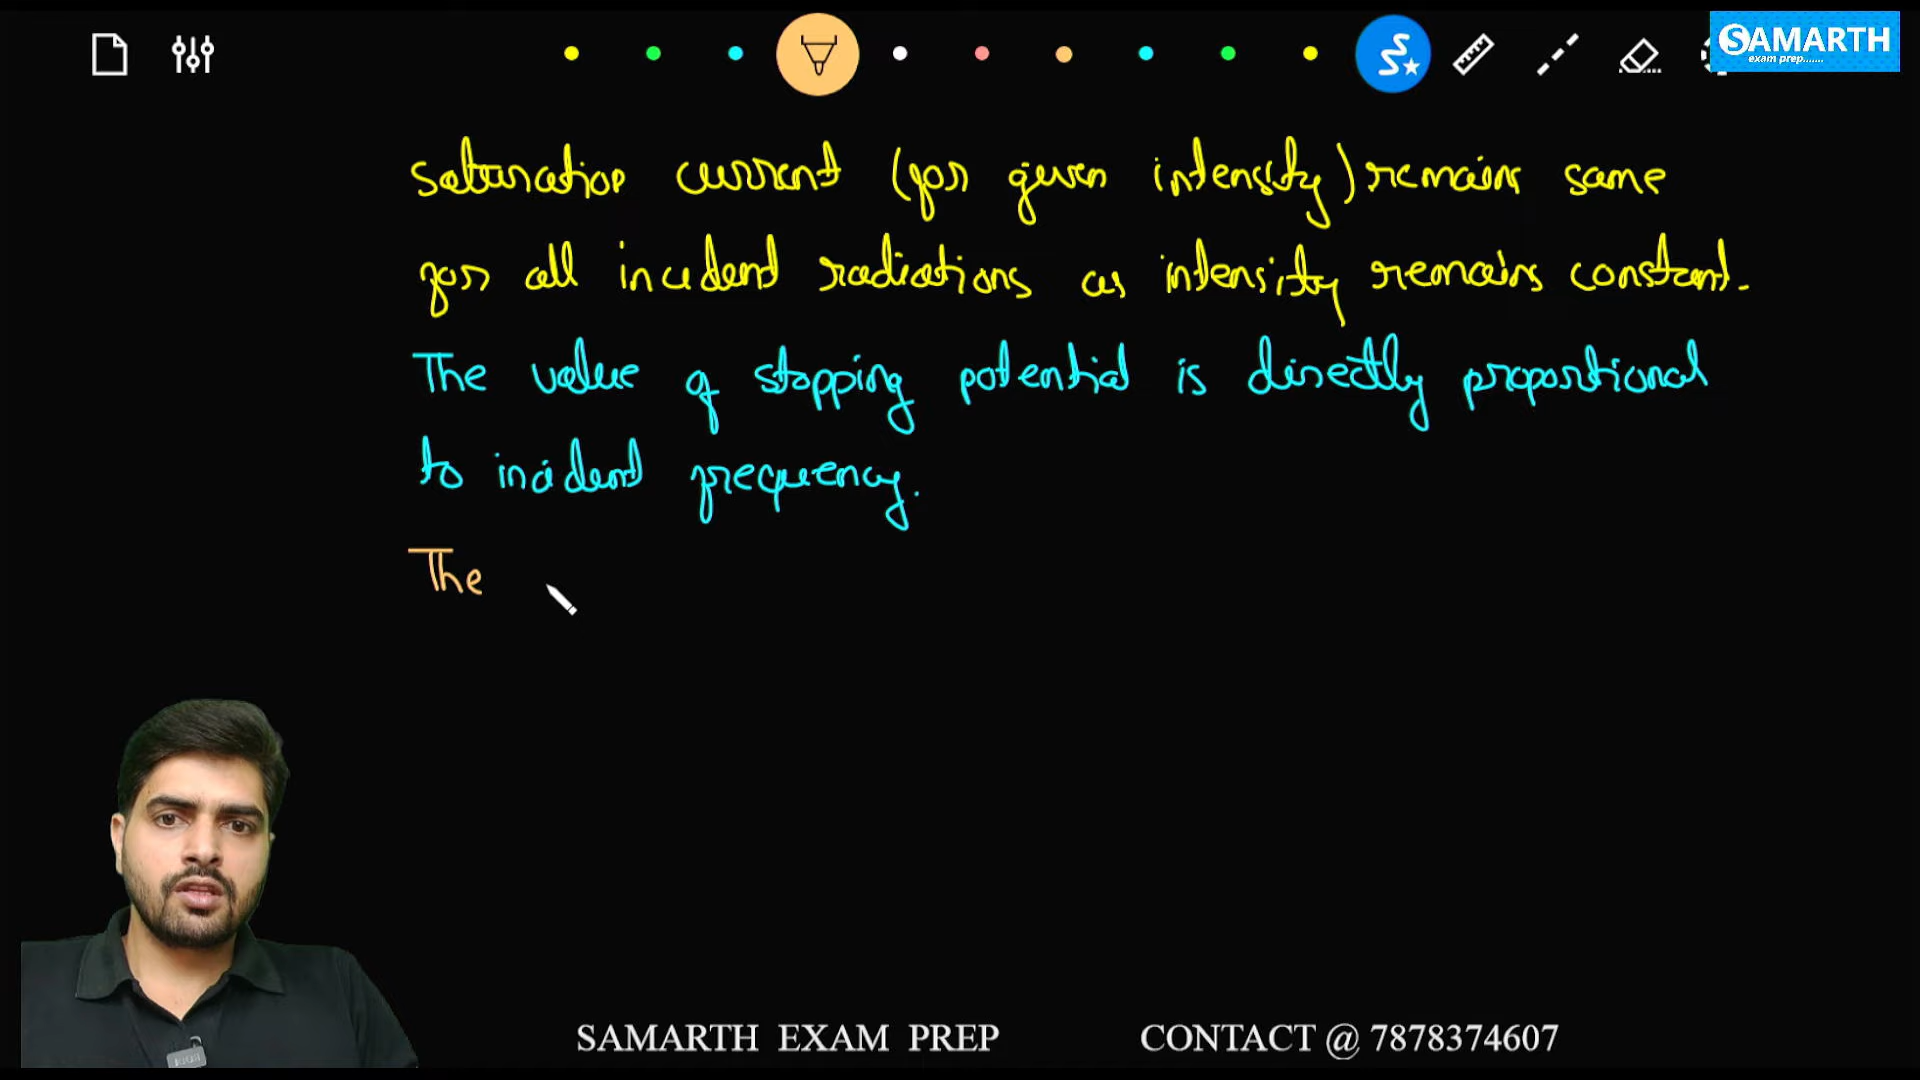 SAMARTH
exam prep.......
saturation current (for given intensity) remains same
for all incident radiations as intensity remains constant.
The value of stopping potential is directly proportional
to incident frequency.
The
SAMARTH EXAM PREP CONTACT @ 7878374607